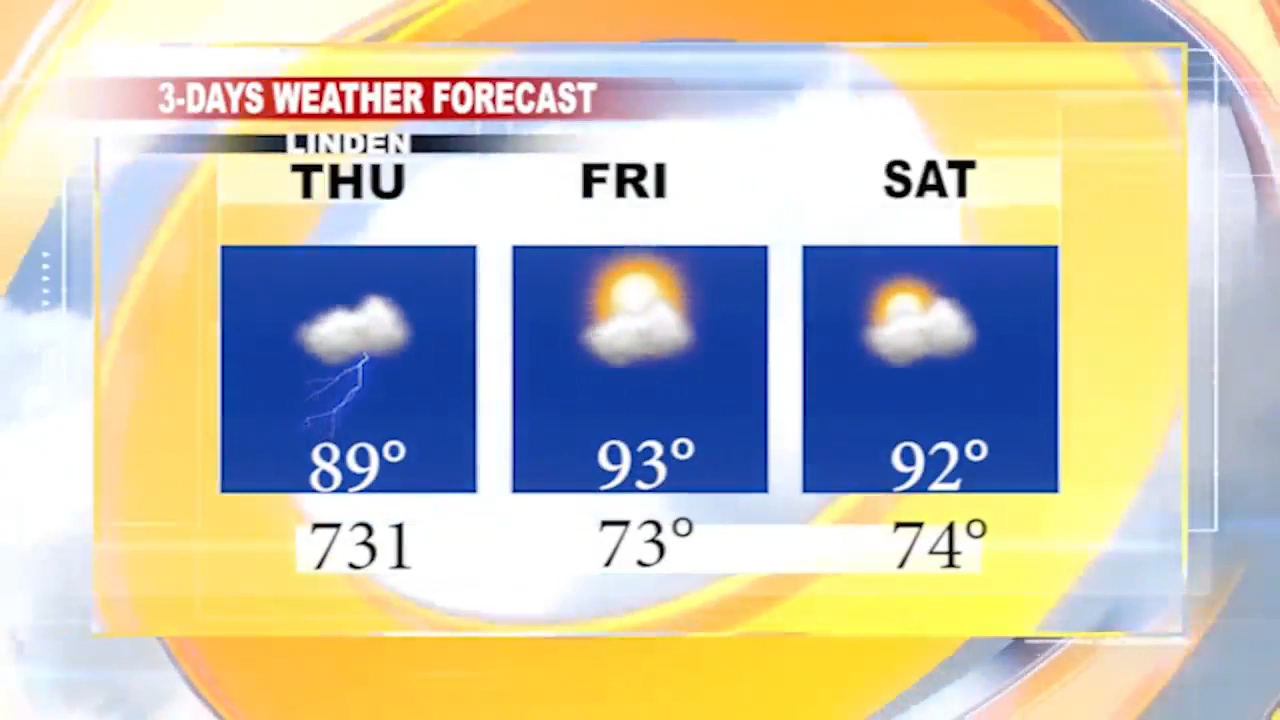 3-DAYS WEATHER FORECAST
LINDEN
THU FRI SAT
89° 93° 92°
731 73° 74°